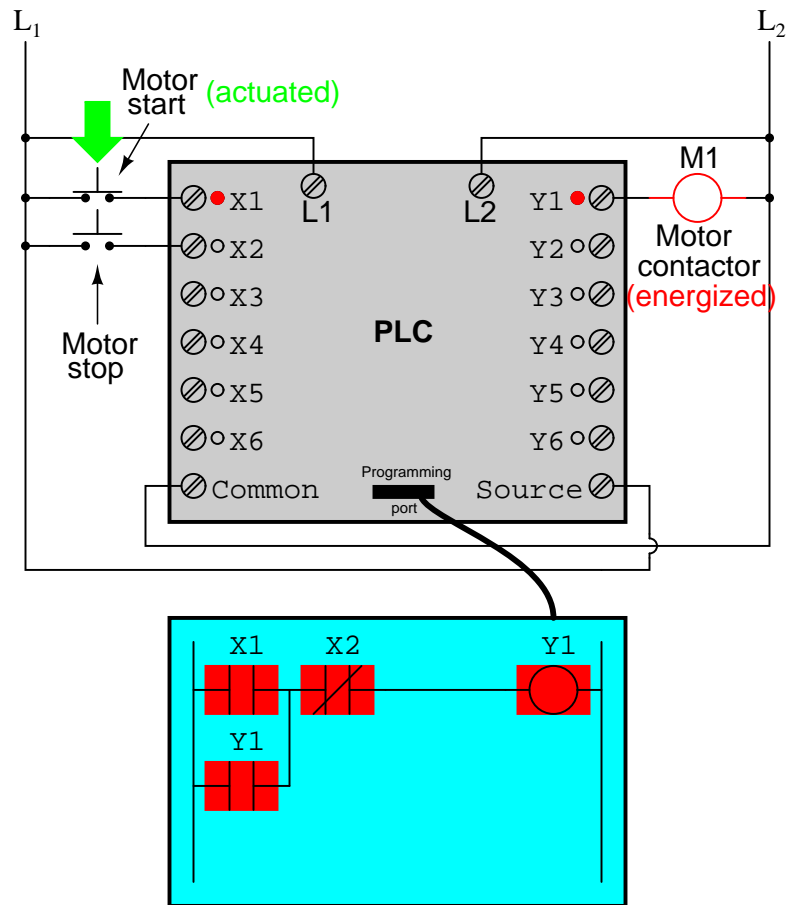 L1
L2
Motor
start
(actuated)
M1
X1
L1
L2
Y1
X2
Y2
Motor
contactor
(energized)
X3
Y3
Motor
stop
X4
PLC
Y4
X5
Y5
X6
Y6
Common
Programming
port
Source
X1
X2
Y1
Y1